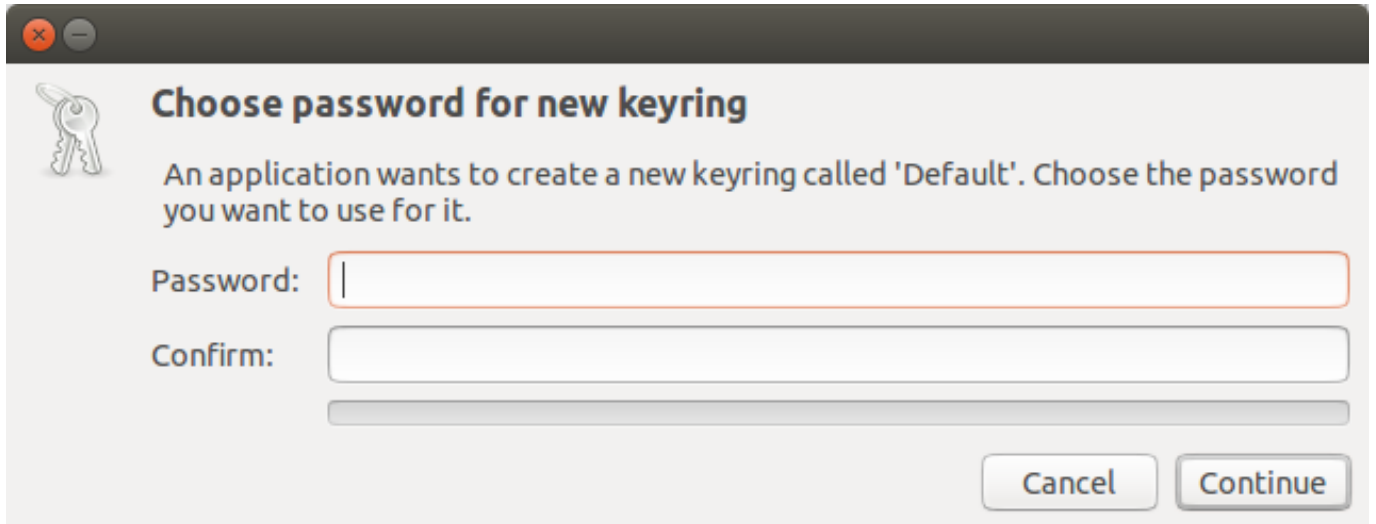 Choose password for new keyring
An application wants to create a new keyring called 'Default'. Choose the password
you want to use for it.
Password:
Confirm:
Cancel Continue